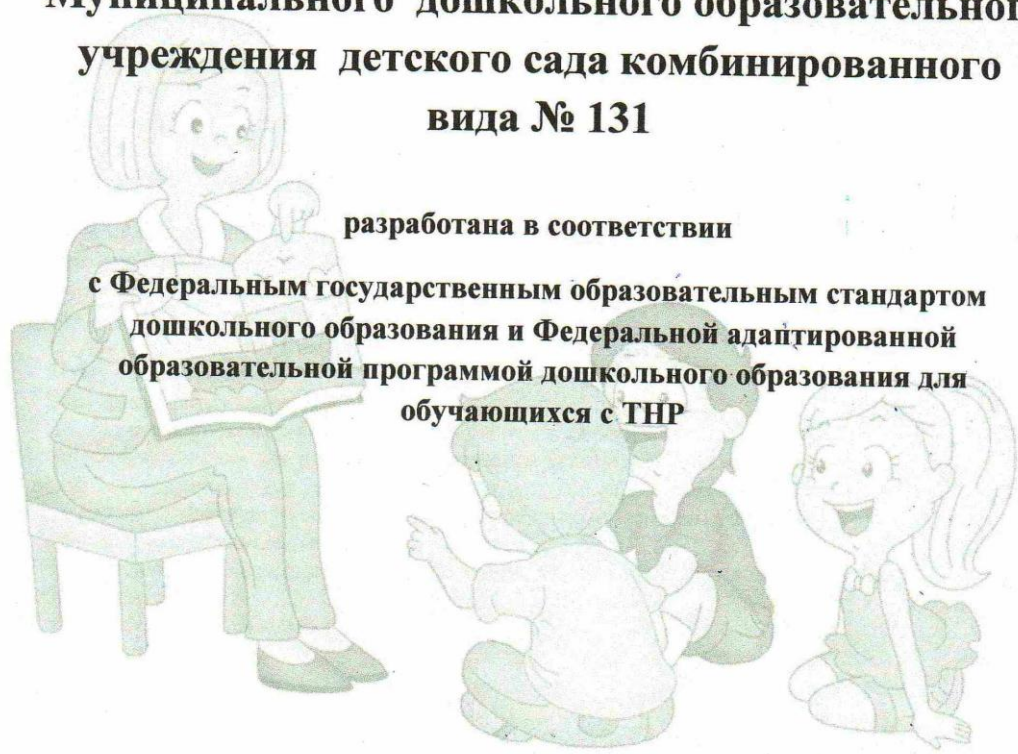 Муниципального дошкольного образовательног
учреждения детского сада комбинированного
вида № 131
разработана в соответствии
с Федеральным государственным образовательным стандартом
дошкольного образования и Федеральной адаптированной
образовательной программой дошкольного образования для
обучающихся с ТНР